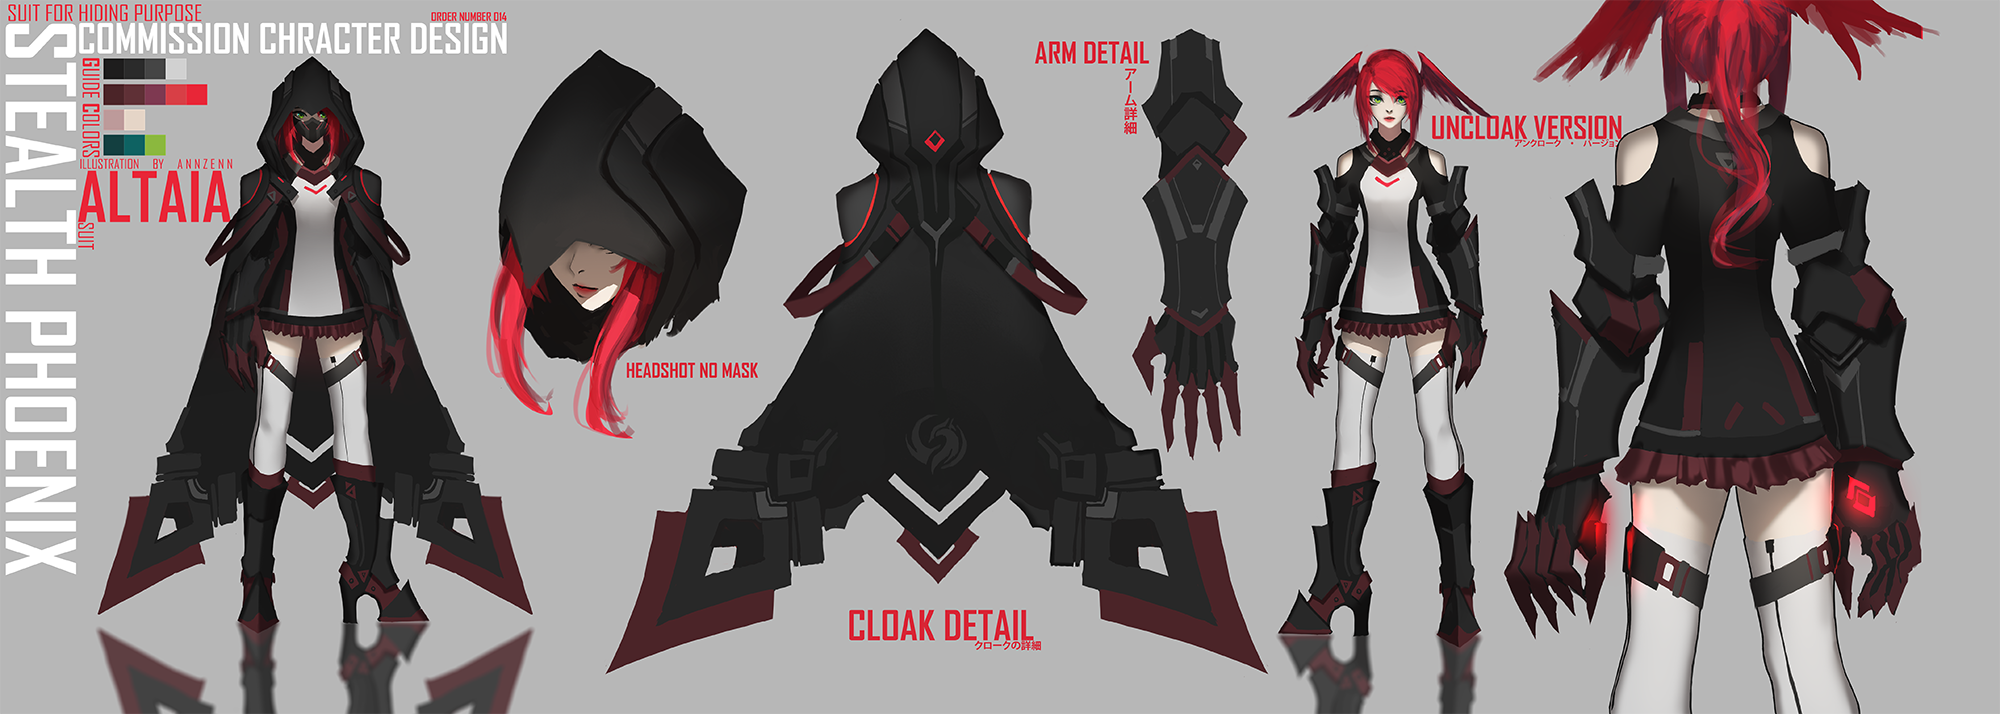 SUIT FOR HIDING PURPOSE
ORDER NUMBER 014
COMMISSION CHRACTER DESIGN
STEALTH PHOENIX
GUIDE COLORS
ILLUSTRATION BY ANNZENN
ALTAIA
SUIT
HEADSHOT NO MASK
CLOAK DETAIL
クロークの詳細
ARM DETAIL
アーム詳細
UNCLOAK VERSION
アンクローク・バージョン